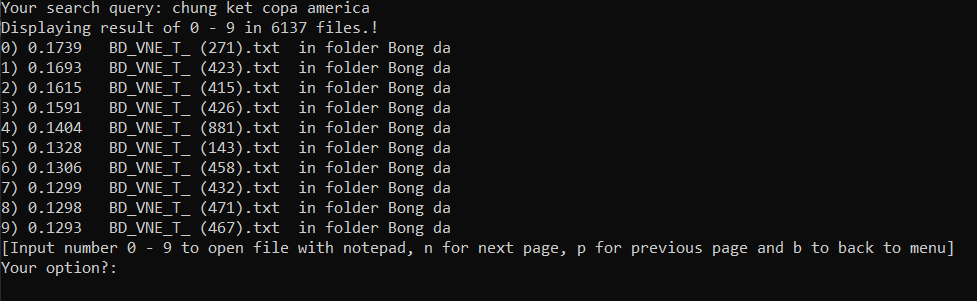 Your search query: chung ket copa america
Displaying result of 0 - 9 in 6137 files.!
0) 0.1739   BD_VNE_T_ (271).txt  in folder Bong da
1) 0.1693   BD_VNE_T_ (423).txt  in folder Bong da
2) 0.1615   BD_VNE_T_ (415).txt  in folder Bong da
3) 0.1591   BD_VNE_T_ (426).txt  in folder Bong da
4) 0.1404   BD_VNE_T_ (881).txt  in folder Bong da
5) 0.1328   BD_VNE_T_ (143).txt  in folder Bong da
6) 0.1306   BD_VNE_T_ (458).txt  in folder Bong da
7) 0.1299   BD_VNE_T_ (432).txt  in folder Bong da
8) 0.1298   BD_VNE_T_ (471).txt  in folder Bong da
9) 0.1293   BD_VNE_T_ (467).txt  in folder Bong da
[Input number 0 - 9 to open file with notepad, n for next page, p for previous page and b to back to menu]
Your option?: